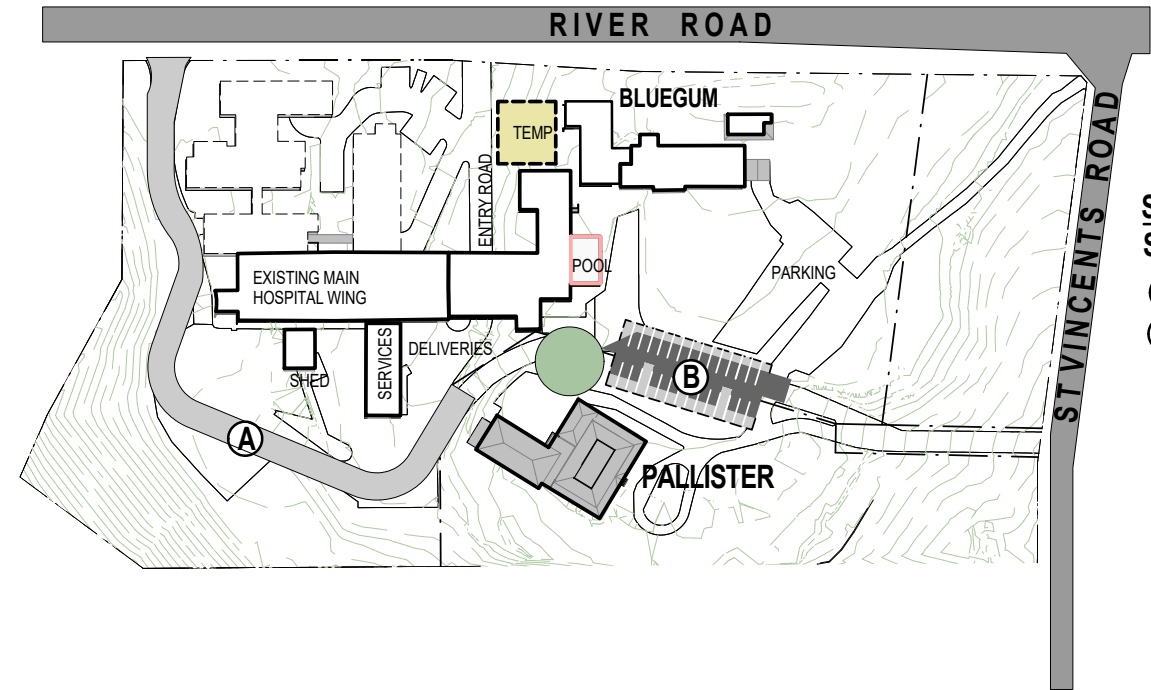 RIVER ROAD
BLUEGUM
TEMP
ENTRY ROAD
ST VINCENTS ROAD
POOL
PARKING
EXISTING MAIN
HOSPITAL WING
SERVICES
DELIVERIES
SHED
B
A
PALLISTER